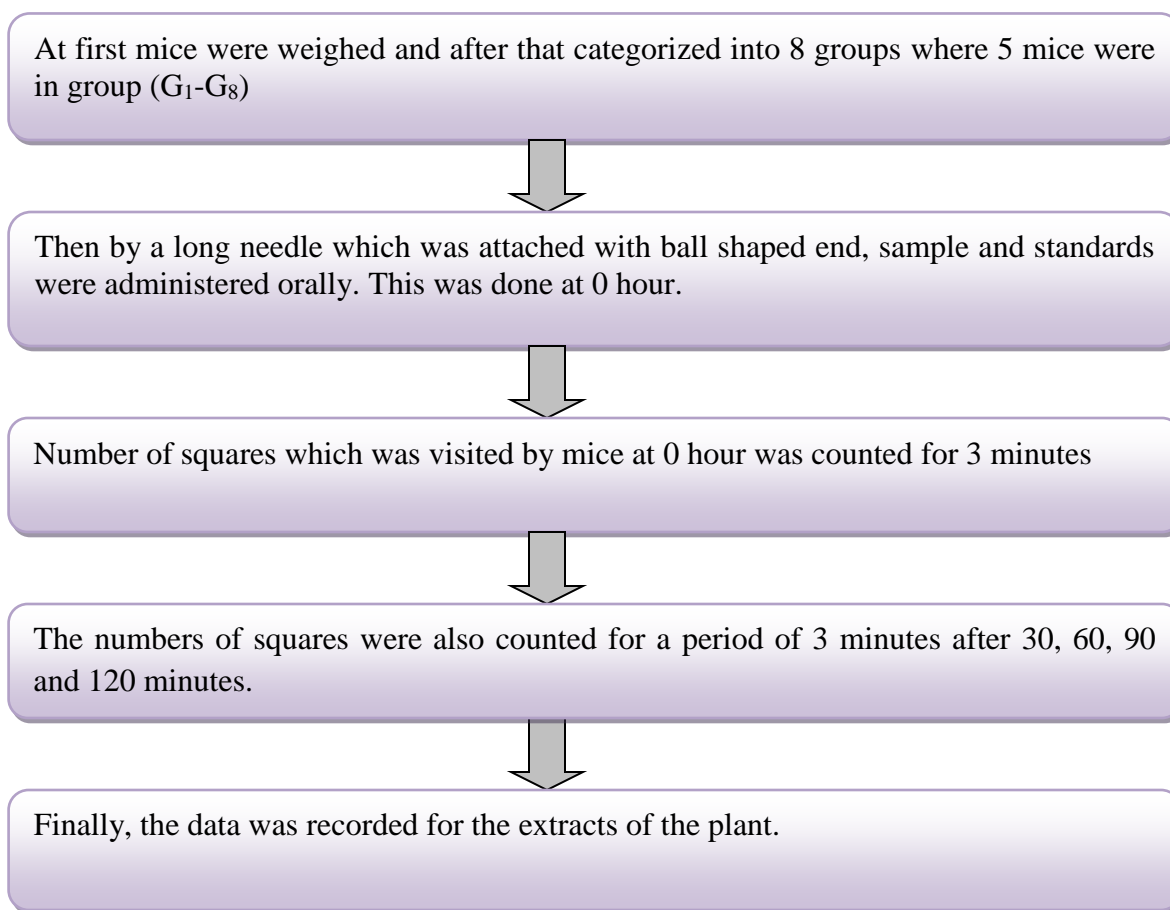 At first mice were weighed and after that categorized into 8 groups where 5 mice were
in group (G₁-G₈)
Then by a long needle which was attached with ball shaped end, sample and standards
were administered orally. This was done at 0 hour.
Number of squares which was visited by mice at 0 hour was counted for 3 minutes
The numbers of squares were also counted for a period of 3 minutes after 30, 60, 90
and 120 minutes.
Finally, the data was recorded for the extracts of the plant.